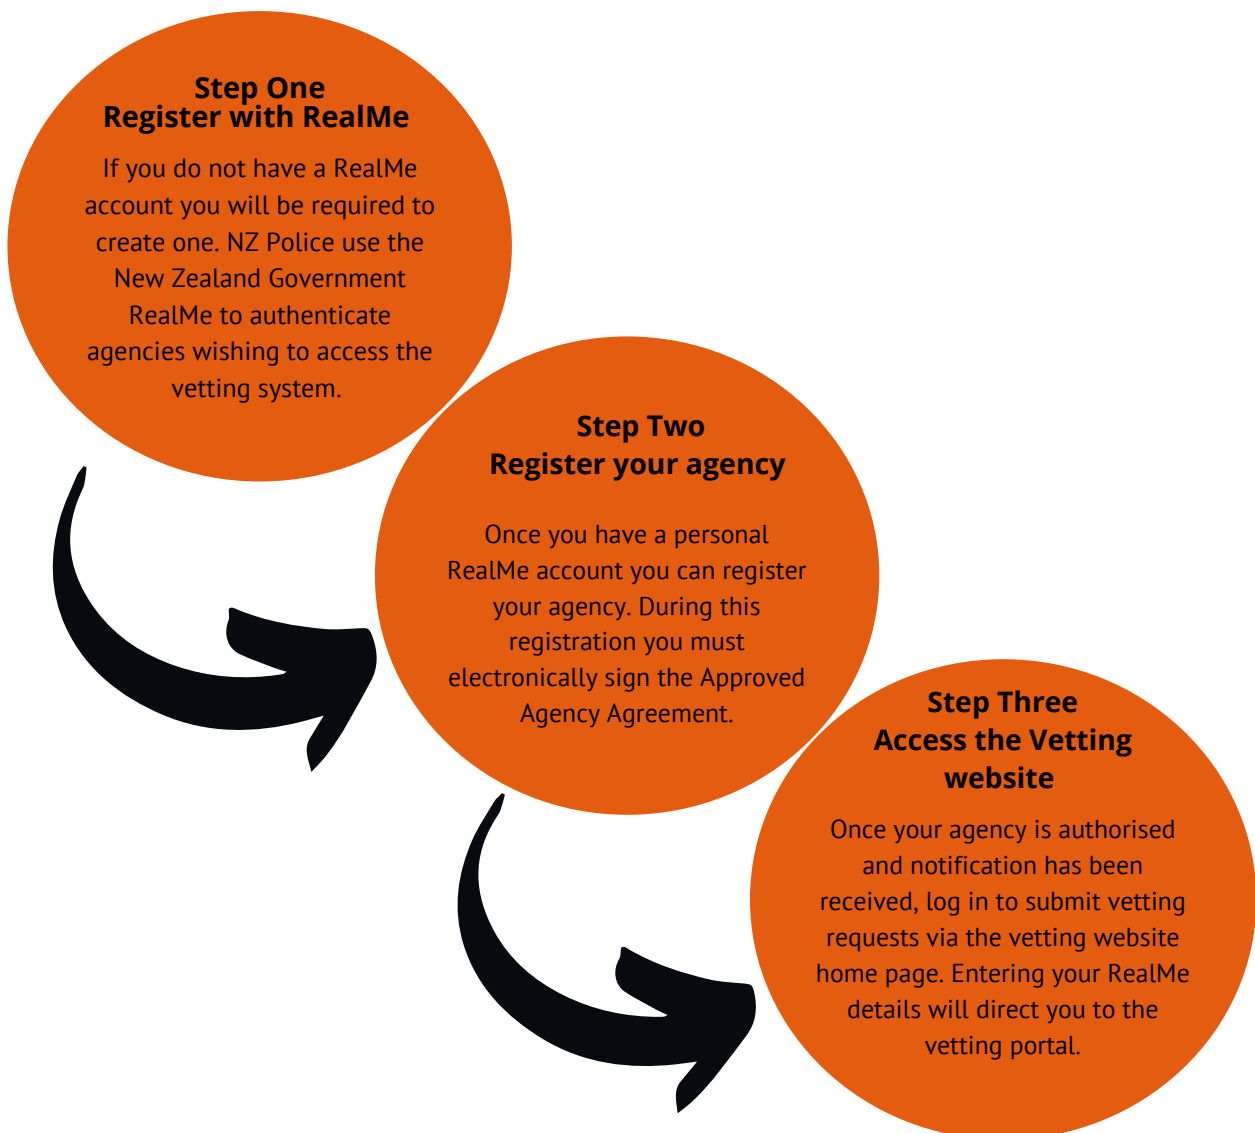 Step One
Register with RealMe
If you do not have a RealMe
account you will be required to
create one. NZ Police use the
New Zealand Government
RealMe to authenticate
agencies wishing to access the
vetting system.
Step Two
Register your agency
Once you have a personal
RealMe account you can register
your agency. During this
registration you must
electronically sign the Approved
Agency Agreement.
Step Three
Access the Vetting
website
Once your agency is authorised
and notification has been
received, log in to submit vetting
requests via the vetting website
home page. Entering your RealMe
details will direct you to the
vetting portal.